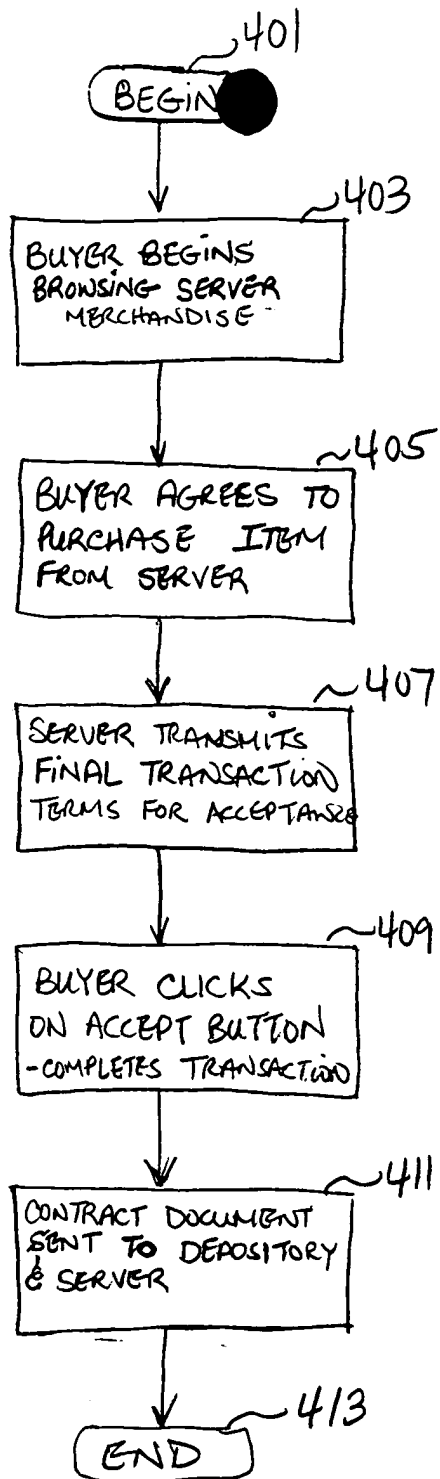 401
BEGIN
403
BUYER BEGINS
BROWSING SERVER
MERCHANDISE
405
BUYER AGREES TO
PURCHASE ITEM
FROM SERVER
407
SERVER TRANSMITS
FINAL TRANSACTION
TERMS FOR ACCEPTANCE
409
BUYER CLICKS
ON ACCEPT BUTTON
-COMPLETES TRANSACTION
411
CONTRACT DOCUMENT
SENT TO DEPOSITORY
& SERVER
413
END